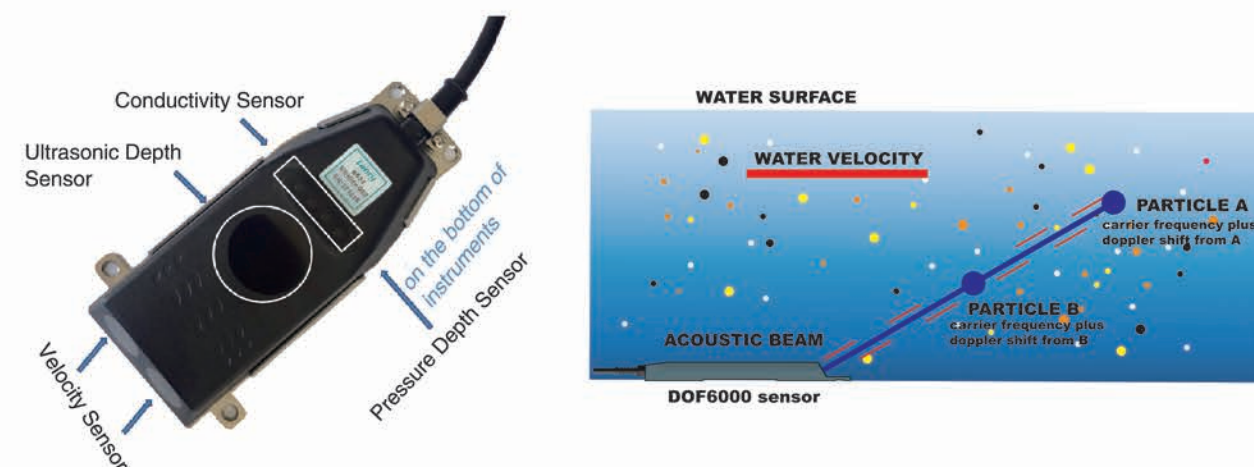 Conductivity Sensor
Ultrasonic Depth
Sensor
on the bottom of
instruments
Pressure Depth Sensor
Velocity Sensor
WATER SURFACE
WATER VELOCITY
PARTICLE A
carrier frequency plus
doppler shift from A
PARTICLE B
carrier frequency plus
doppler shift from B
ACOUSTIC BEAM
DOF6000 sensor